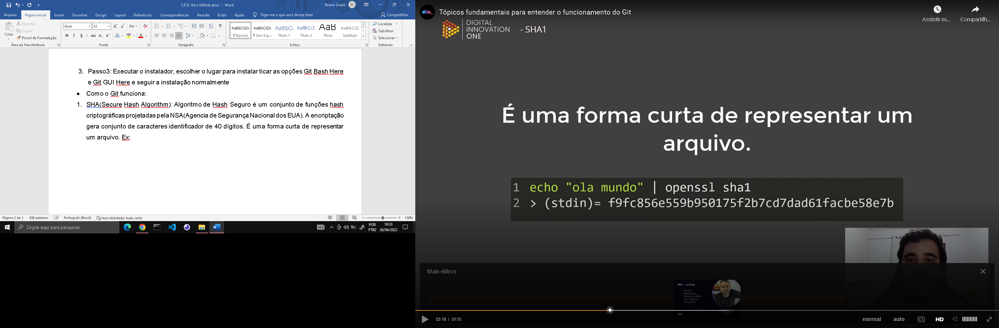 S.F.D. Git e GitHub.docx - Word
Bruno Souza
BS
Arquivo
Página Inicial
Inserir
Desenhar
Design
Layout
Referências
Correspondências
Revisão
Exibir
Ajuda
Diga-me o que você deseja fazer
Compartilhar
Colar
Recortar
Copiar
Pincel de Formatação
Área de Transferência
Arial
12
Fonte
Parágrafo
AaBbCcDc
¶ Normal
AaBbCcDc
¶ Sem Esp...
AaBbC(
Título 1
AaBbCcE
Título 2
AaB
Título
AaBbCcD
Subtítulo
Estilos
Localizar
Substituir
Selecionar
Editando
3. Passo3: Executar o instalador, escolher o lugar para instalar ticar as opções Git Bash Here
e Git GUI Here e seguir a instalação normalmente
• Como o Git funciona:
1. SHA(Secure Hash Algorithm): Algoritmo de Hash Seguro é um conjunto de funções hash
criptográficas projetadas pela NSA(Agencia de Segurança Nacional dos EUA). A encriptação
gera conjunto de caracteres identificador de 40 dígitos. É uma forma curta de representar
um arquivo. Ex:
Página 2 de 2
438 palavras
Português (Brasil)
Acessibilidade: tudo certo
130%
Digite aqui para pesquisar
POR
PTB2
10:33
26/04/2022
Tópicos fundamentais para entender o funcionamento do Git
Assistir m...
Compartilh...
DIGITAL
INNOVATION
ONE
- SHA1
É uma forma curta de representar um
arquivo.
1 echo "ola mundo" | openssl sha1
2 > (stdin)= f9fc856e559b950175f2b7cd7dad61facbe58e7b
Mais vídeos
Parte 3:
Recriando a
Votação do BBB
com Angular e
Spring Boot
03:18 | 09:55
normal
auto
CC
HD